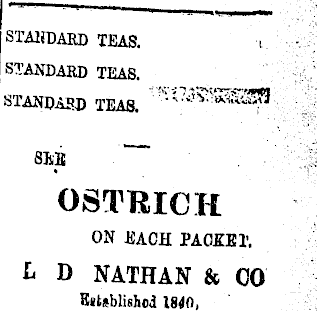 STANDARD TEAS.
STANDARD TEAS.
STANDARD TEAS.
SEE
OSTRICH
ON EACH PACKET.
L D NATHAN & CO
Established 1840,